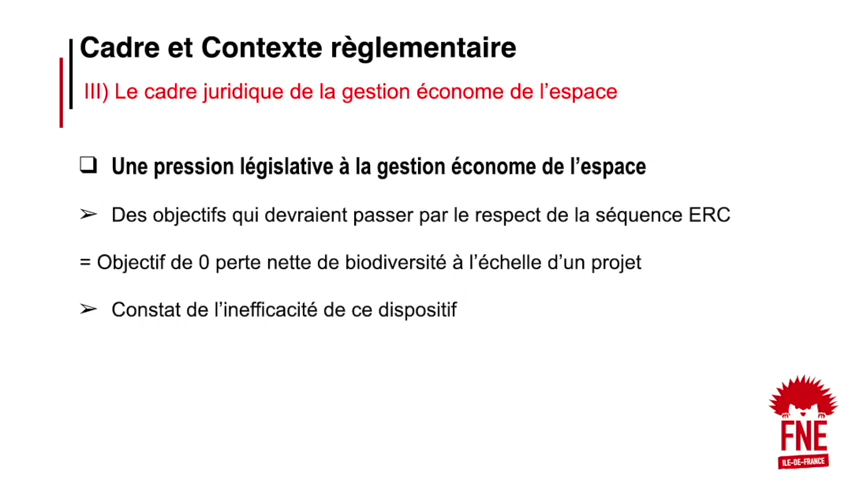 Cadre et Contexte règlementaire
III) Le cadre juridique de la gestion économe de l’espace
❑ Une pression législative à la gestion économe de l’espace
➢ Des objectifs qui devraient passer par le respect de la séquence ERC
= Objectif de 0 perte nette de biodiversité à l’échelle d’un projet
➢ Constat de l’inefficacité de ce dispositif
FNE
ILE-DE-FRANCE